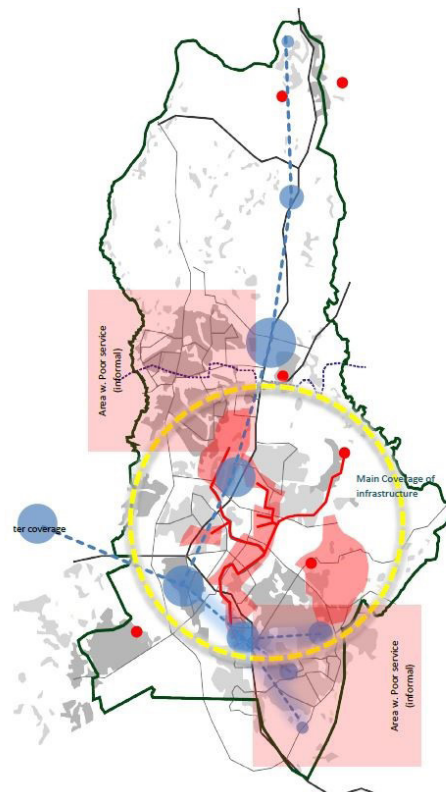 Area w. Poor service
(informal)
Main Coverage of
infrastructure
ter coverage
Area w. Poor service
(informal)